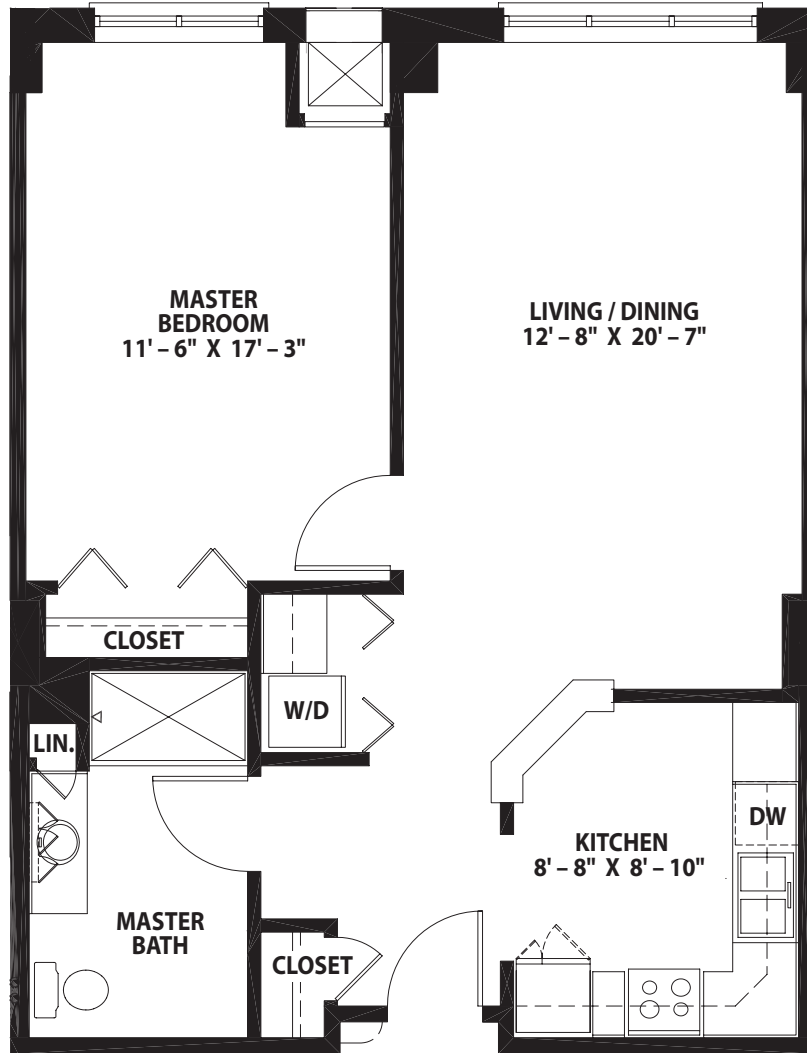 MASTER
BEDROOM
11' – 6" X 17' – 3"
LIVING / DINING
12' – 8" X 20' – 7"
CLOSET
W/D
LIN.
DW
KITCHEN
8' – 8" X 8' – 10"
MASTER
BATH
CLOSET